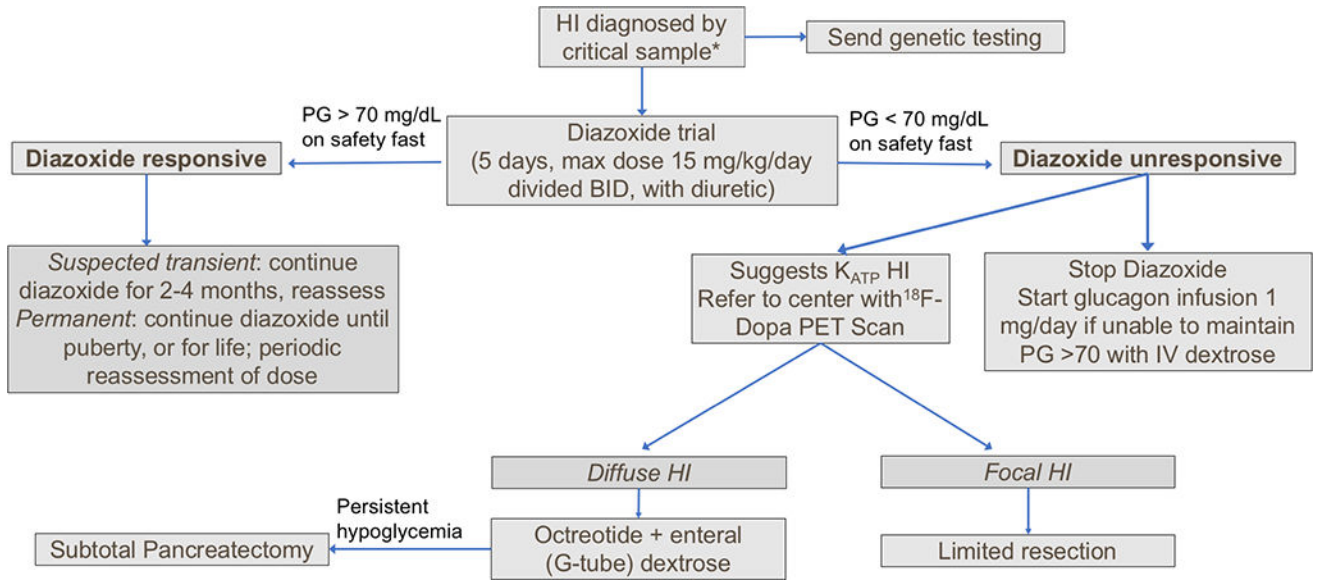 HI diagnosed by
critical sample*
Send genetic testing
PG > 70 mg/dL
on safety fast
PG < 70 mg/dL
on safety fast
Diazoxide trial
(5 days, max dose 15 mg/kg/day
divided BID, with diuretic)
Diazoxide responsive
Diazoxide unresponsive
Suspected transient: continue
diazoxide for 2-4 months, reassess
Permanent: continue diazoxide until
puberty, or for life; periodic
reassessment of dose
Suggests KATP HI
Refer to center with18F-
Dopa PET Scan
Stop Diazoxide
Start glucagon infusion 1
mg/day if unable to maintain
PG >70 with IV dextrose
Diffuse HI
Focal HI
Persistent
hypoglycemia
Subtotal Pancreatectomy
Octreotide + enteral
(G-tube) dextrose
Limited resection